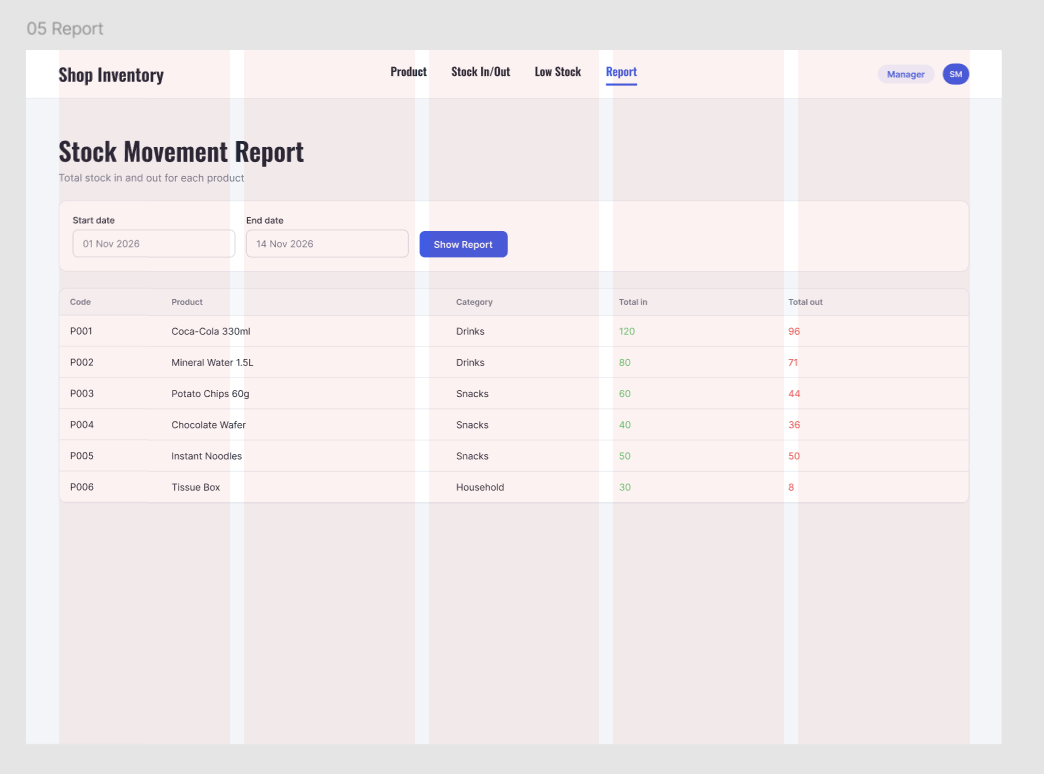 05 Report
Shop Inventory Product Stock In/Out Low Stock Report Manager SM
Stock Movement Report
Total stock in and out for each product
Start date End date
01 Nov 2026 14 Nov 2026 Show Report
Code Product Category Total in Total out
P001 Coca-Cola 330ml Drinks 120 96
P002 Mineral Water 1.5L Drinks 80 71
P003 Potato Chips 60g Snacks 60 44
P004 Chocolate Wafer Snacks 40 36
P005 Instant Noodles Snacks 50 50
P006 Tissue Box Household 30 8